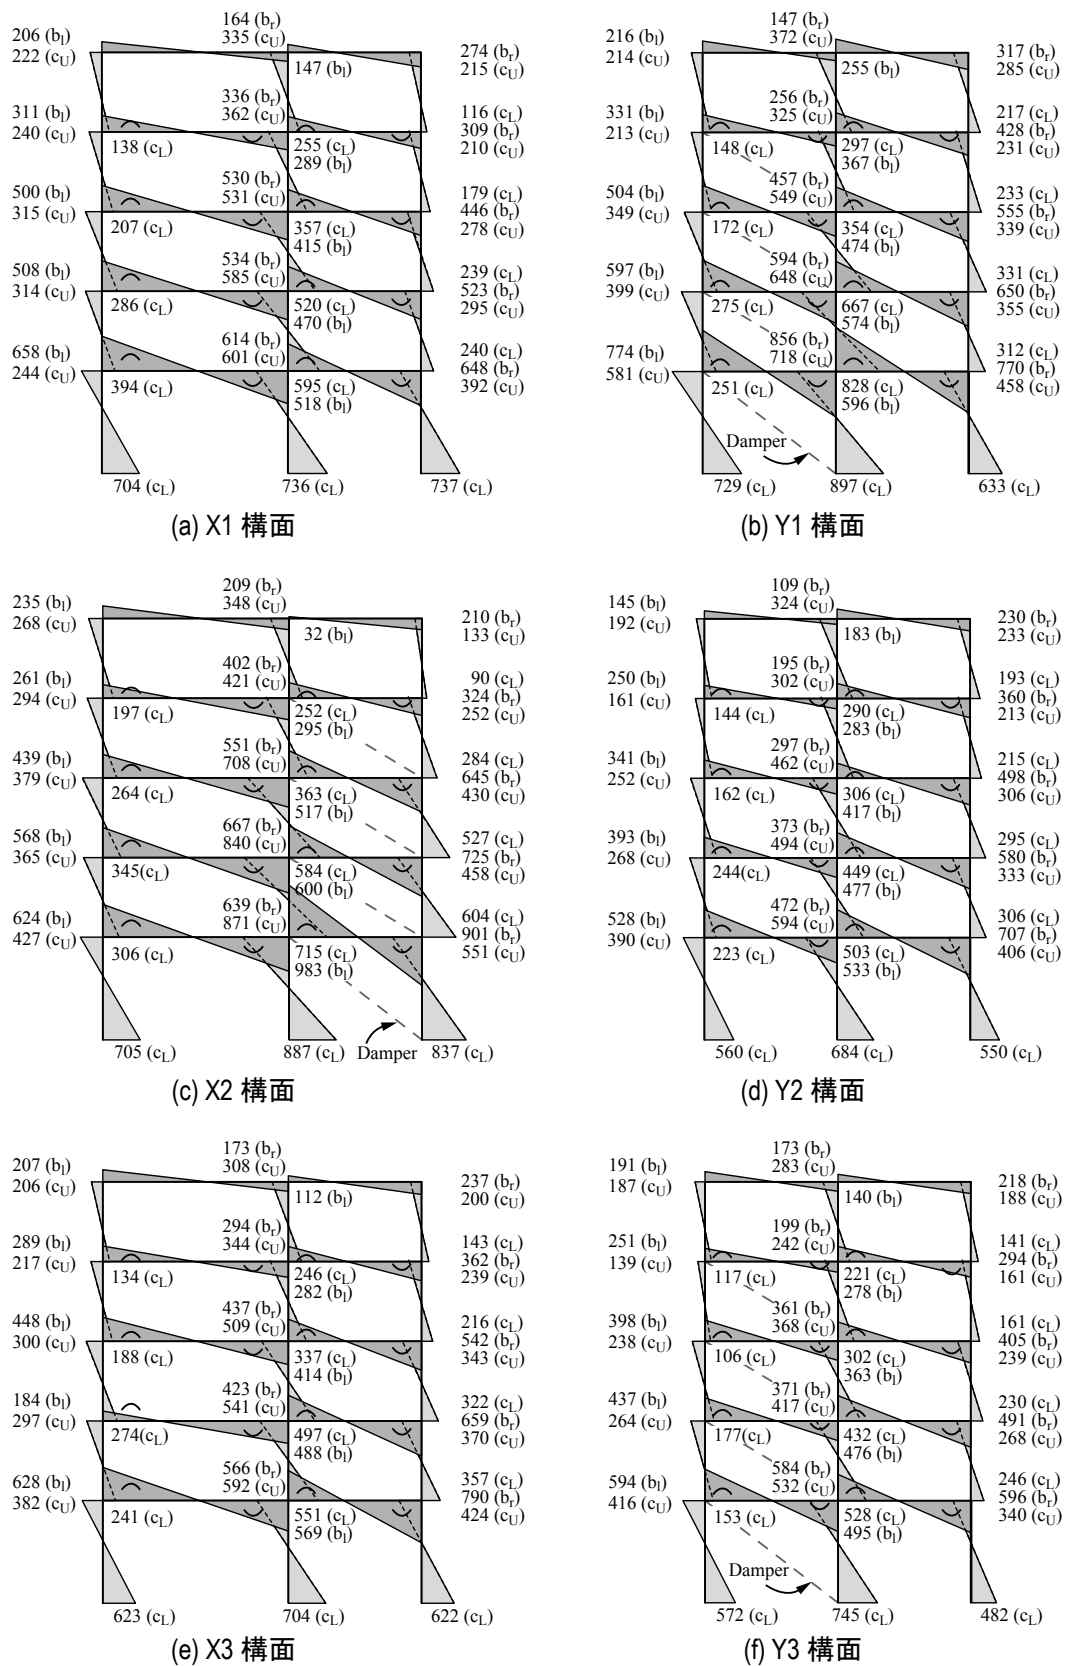 206 (bl)
222 (cU)
164 (br)
335 (cU)
147 (bl)
274 (br)
215 (cU)
311 (bl)
240 (cU)
138 (cL)
336 (br)
362 (cU)
255 (cL)
289 (bl)
116 (cL)
309 (br)
210 (cU)
500 (bl)
315 (cU)
207 (cL)
530 (br)
531 (cU)
357 (cL)
415 (bl)
179 (cL)
446 (br)
278 (cU)
508 (bl)
314 (cU)
286 (cL)
534 (br)
585 (cU)
520 (cL)
470 (bl)
239 (cL)
523 (br)
295 (cU)
658 (bl)
244 (cU)
394 (cL)
614 (br)
601 (cU)
595 (cL)
518 (bl)
240 (cL)
648 (br)
392 (cU)
704 (cL)
736 (cL)
737 (cL)
(a) X1 構面
216 (bl)
214 (cU)
147 (br)
372 (cU)
255 (bl)
317 (br)
285 (cU)
331 (bl)
213 (cU)
148 (cL)
256 (br)
325 (cU)
297 (cL)
367 (bl)
217 (cL)
428 (br)
231 (cU)
504 (bl)
349 (cU)
172 (cL)
457 (br)
549 (cU)
354 (cL)
474 (bl)
233 (cL)
555 (br)
339 (cU)
597 (bl)
399 (cU)
275 (cL)
594 (br)
648 (cU)
667 (cL)
574 (bl)
331 (cL)
650 (br)
355 (cU)
774 (bl)
581 (cU)
251 (cL)
856 (br)
718 (cU)
828 (cL)
596 (bl)
312 (cL)
770 (br)
458 (cU)
Damper
729 (cL)
897 (cL)
633 (cL)
(b) Y1 構面
235 (bl)
268 (cU)
209 (br)
348 (cU)
32 (bl)
210 (br)
133 (cU)
261 (bl)
294 (cU)
197 (cL)
402 (br)
421 (cU)
252 (cL)
295 (bl)
90 (cL)
324 (br)
252 (cU)
439 (bl)
379 (cU)
264 (cL)
551 (br)
708 (cU)
363 (cL)
517 (bl)
284 (cL)
645 (br)
430 (cU)
568 (bl)
365 (cU)
345(cL)
667 (br)
840 (cU)
584 (cL)
600 (bl)
527 (cL)
725 (br)
458 (cU)
624 (bl)
427 (cU)
306 (cL)
639 (br)
871 (cU)
715 (cL)
983 (bl)
604 (cL)
901 (br)
551 (cU)
705 (cL)
887 (cL)
Damper
837 (cL)
(c) X2 構面
145 (bl)
192 (cU)
109 (br)
324 (cU)
183 (bl)
230 (br)
233 (cU)
250 (bl)
161 (cU)
144 (cL)
195 (br)
302 (cU)
290 (cL)
283 (bl)
193 (cL)
360 (br)
213 (cU)
341 (bl)
252 (cU)
162 (cL)
297 (br)
462 (cU)
306 (cL)
417 (bl)
215 (cL)
498 (br)
306 (cU)
393 (bl)
268 (cU)
244(cL)
373 (br)
494 (cU)
449 (cL)
477 (bl)
295 (cL)
580 (br)
333 (cU)
528 (bl)
390 (cU)
223 (cL)
472 (br)
594 (cU)
503 (cL)
533 (bl)
306 (cL)
707 (br)
406 (cU)
560 (cL)
684 (cL)
550 (cL)
(d) Y2 構面
207 (bl)
206 (cU)
173 (br)
308 (cU)
112 (bl)
237 (br)
200 (cU)
289 (bl)
217 (cU)
134 (cL)
294 (br)
344 (cU)
246 (cL)
282 (bl)
143 (cL)
362 (br)
239 (cU)
448 (bl)
300 (cU)
188 (cL)
437 (br)
509 (cU)
337 (cL)
414 (bl)
216 (cL)
542 (br)
343 (cU)
184 (bl)
297 (cU)
274(cL)
423 (br)
541 (cU)
497 (cL)
488 (bl)
322 (cL)
659 (br)
370 (cU)
628 (bl)
382 (cU)
241 (cL)
566 (br)
592 (cU)
551 (cL)
569 (bl)
357 (cL)
790 (br)
424 (cU)
623 (cL)
704 (cL)
622 (cL)
(e) X3 構面
191 (bl)
187 (cU)
173 (br)
283 (cU)
140 (bl)
218 (br)
188 (cU)
251 (bl)
139 (cU)
117 (cL)
199 (br)
242 (cU)
221 (cL)
278 (bl)
141 (cL)
294 (br)
161 (cU)
398 (bl)
238 (cU)
106 (cL)
361 (br)
368 (cU)
302 (cL)
363 (bl)
161 (cL)
405 (br)
239 (cU)
437 (bl)
264 (cU)
177(cL)
371 (br)
417 (cU)
432 (cL)
476 (bl)
230 (cL)
491 (br)
268 (cU)
594 (bl)
416 (cU)
153 (cL)
584 (br)
532 (cU)
528 (cL)
495 (bl)
246 (cL)
596 (br)
340 (cU)
Damper
572 (cL)
745 (cL)
482 (cL)
(f) Y3 構面